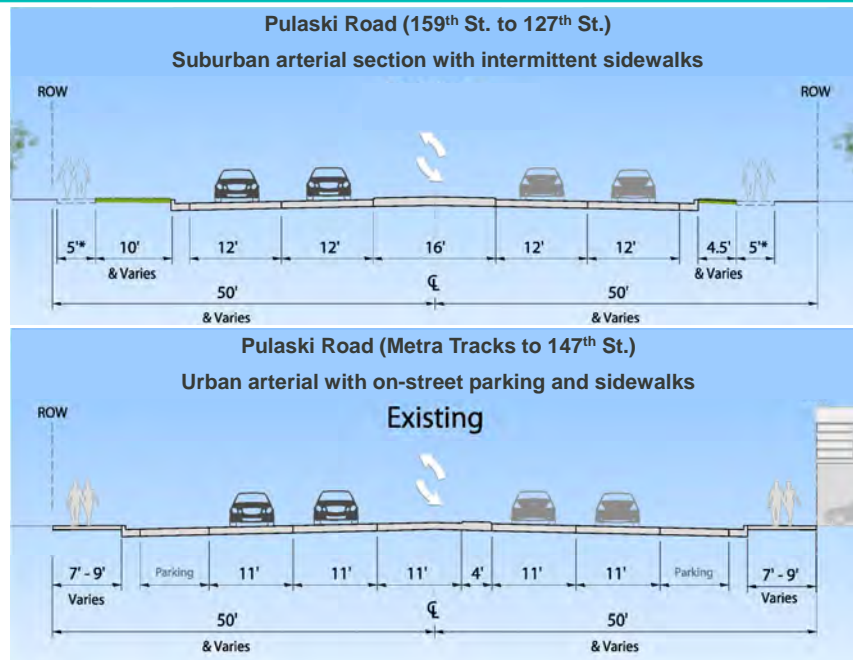 Pulaski Road (159th St. to 127th St.)
Suburban arterial section with intermittent sidewalks
ROW ROW
5'* 10' 12' 12' 16' 12' 12' 4.5' 5'*
& Varies & Varies
50' ℄ 50'
& Varies & Varies
Pulaski Road (Metra Tracks to 147th St.)
Urban arterial with on-street parking and sidewalks
Existing
ROW
7' - 9' Parking 11' 11' 11' 4' 11' 11' Parking 7' - 9'
Varies Varies
50' ℄ 50'
& Varies & Varies